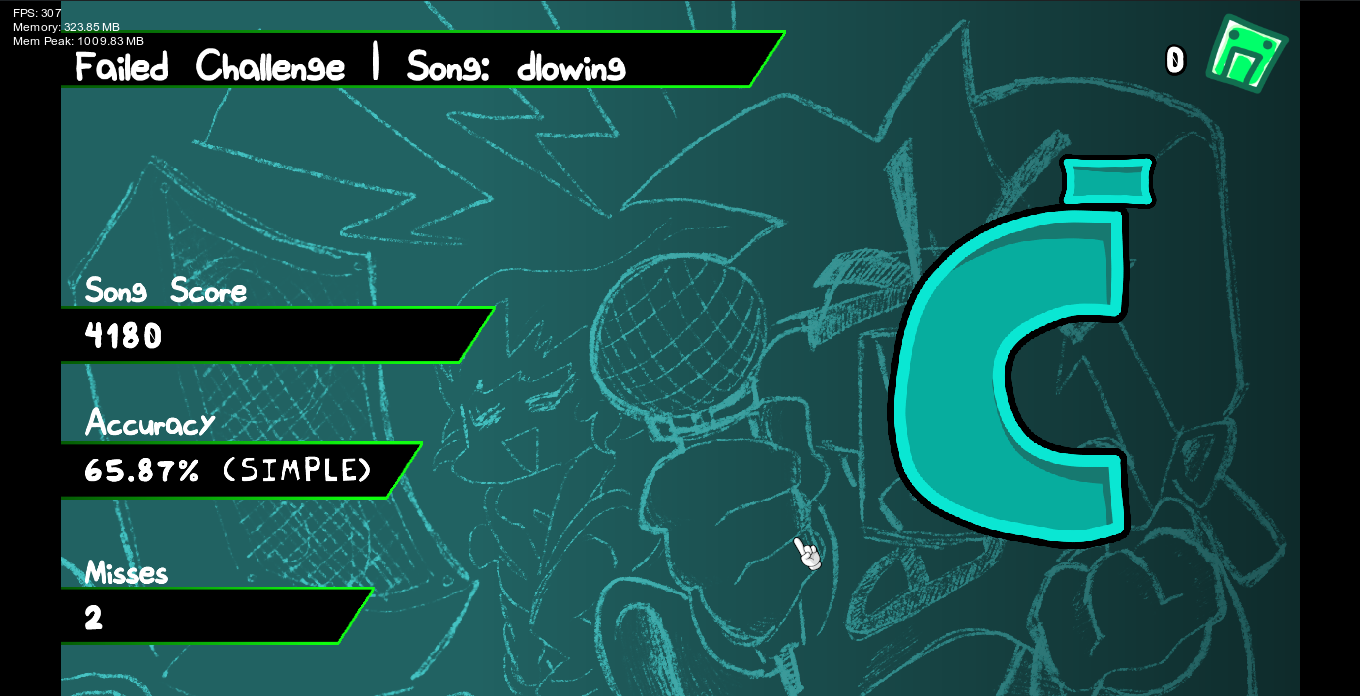 FPS: 307
Memory: 323.85 MB
Mem Peak: 1009.83 MB
Failed Challenge | Song: dlowing
0
C-
Song Score
4180
Accuracy
65.87% (SIMPLE)
Misses
2